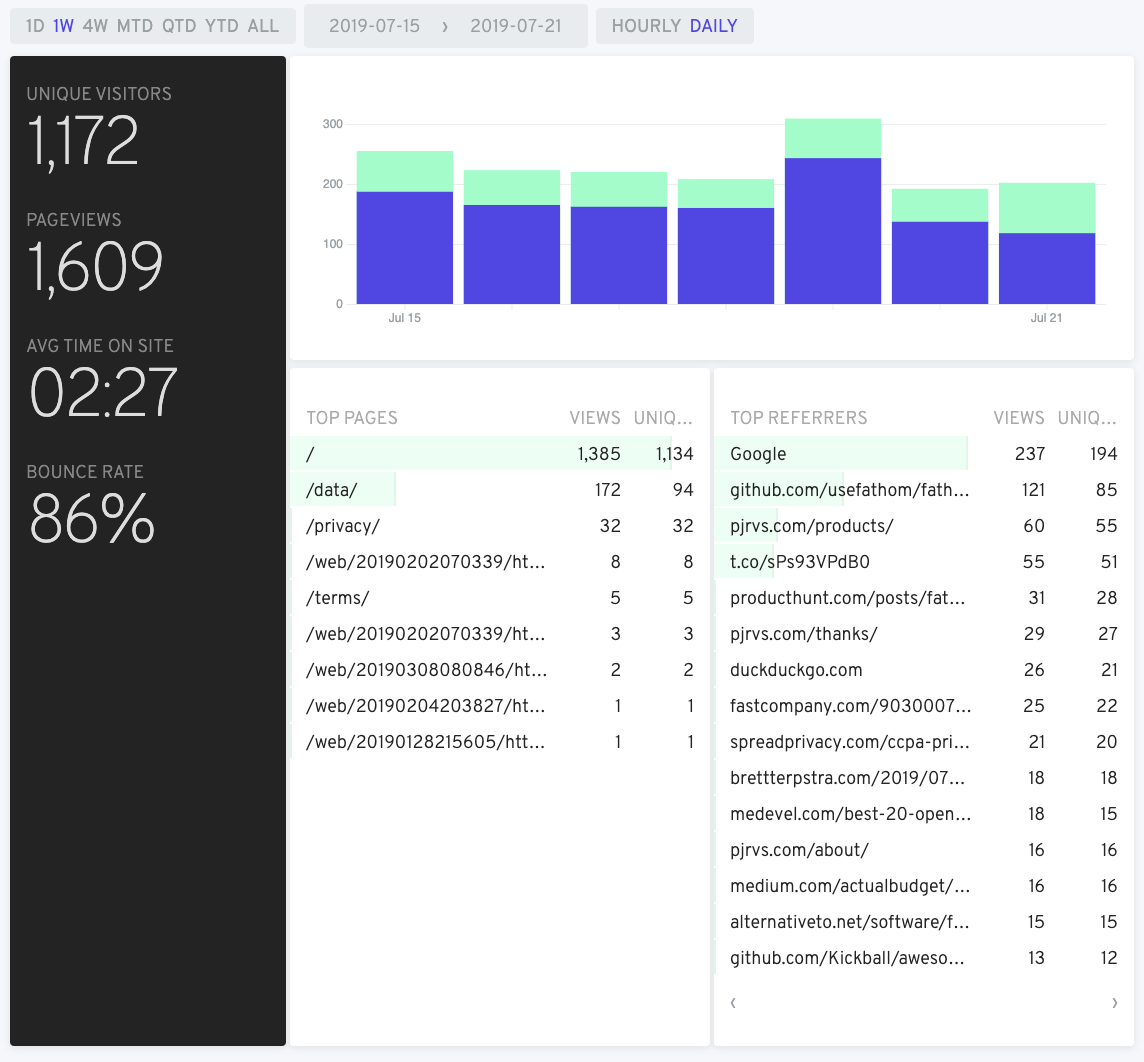 1D 1W 4W MTD QTD YTD ALL 2019-07-15 › 2019-07-21 HOURLY DAILY
UNIQUE VISITORS
1,172
PAGEVIEWS
1,609
AVG TIME ON SITE
02:27
BOUNCE RATE
86%
300
200
100
0
Jul 15 Jul 21
TOP PAGES VIEWS UNIQ...
/ 1,385 1,134
/data/ 172 94
/privacy/ 32 32
/web/20190202070339/ht... 8 8
/terms/ 5 5
/web/20190202070339/ht... 3 3
/web/20190308080846/ht... 2 2
/web/20190204203827/ht... 1 1
/web/20190128215605/htt... 1 1
TOP REFERRERS VIEWS UNIQ...
Google 237 194
github.com/usefathom/fath... 121 85
pjrvs.com/products/ 60 55
t.co/sPs93VPdB0 55 51
producthunt.com/posts/fat... 31 28
pjrvs.com/thanks/ 29 27
duckduckgo.com 26 21
fastcompany.com/9030007... 25 22
spreadprivacy.com/ccpa-pri... 21 20
brettterpstra.com/2019/07... 18 18
medevel.com/best-20-open... 18 15
pjrvs.com/about/ 16 16
medium.com/actualbudget/... 16 16
alternativeto.net/software/f... 15 15
github.com/Kickball/aweso... 13 12
‹ ›